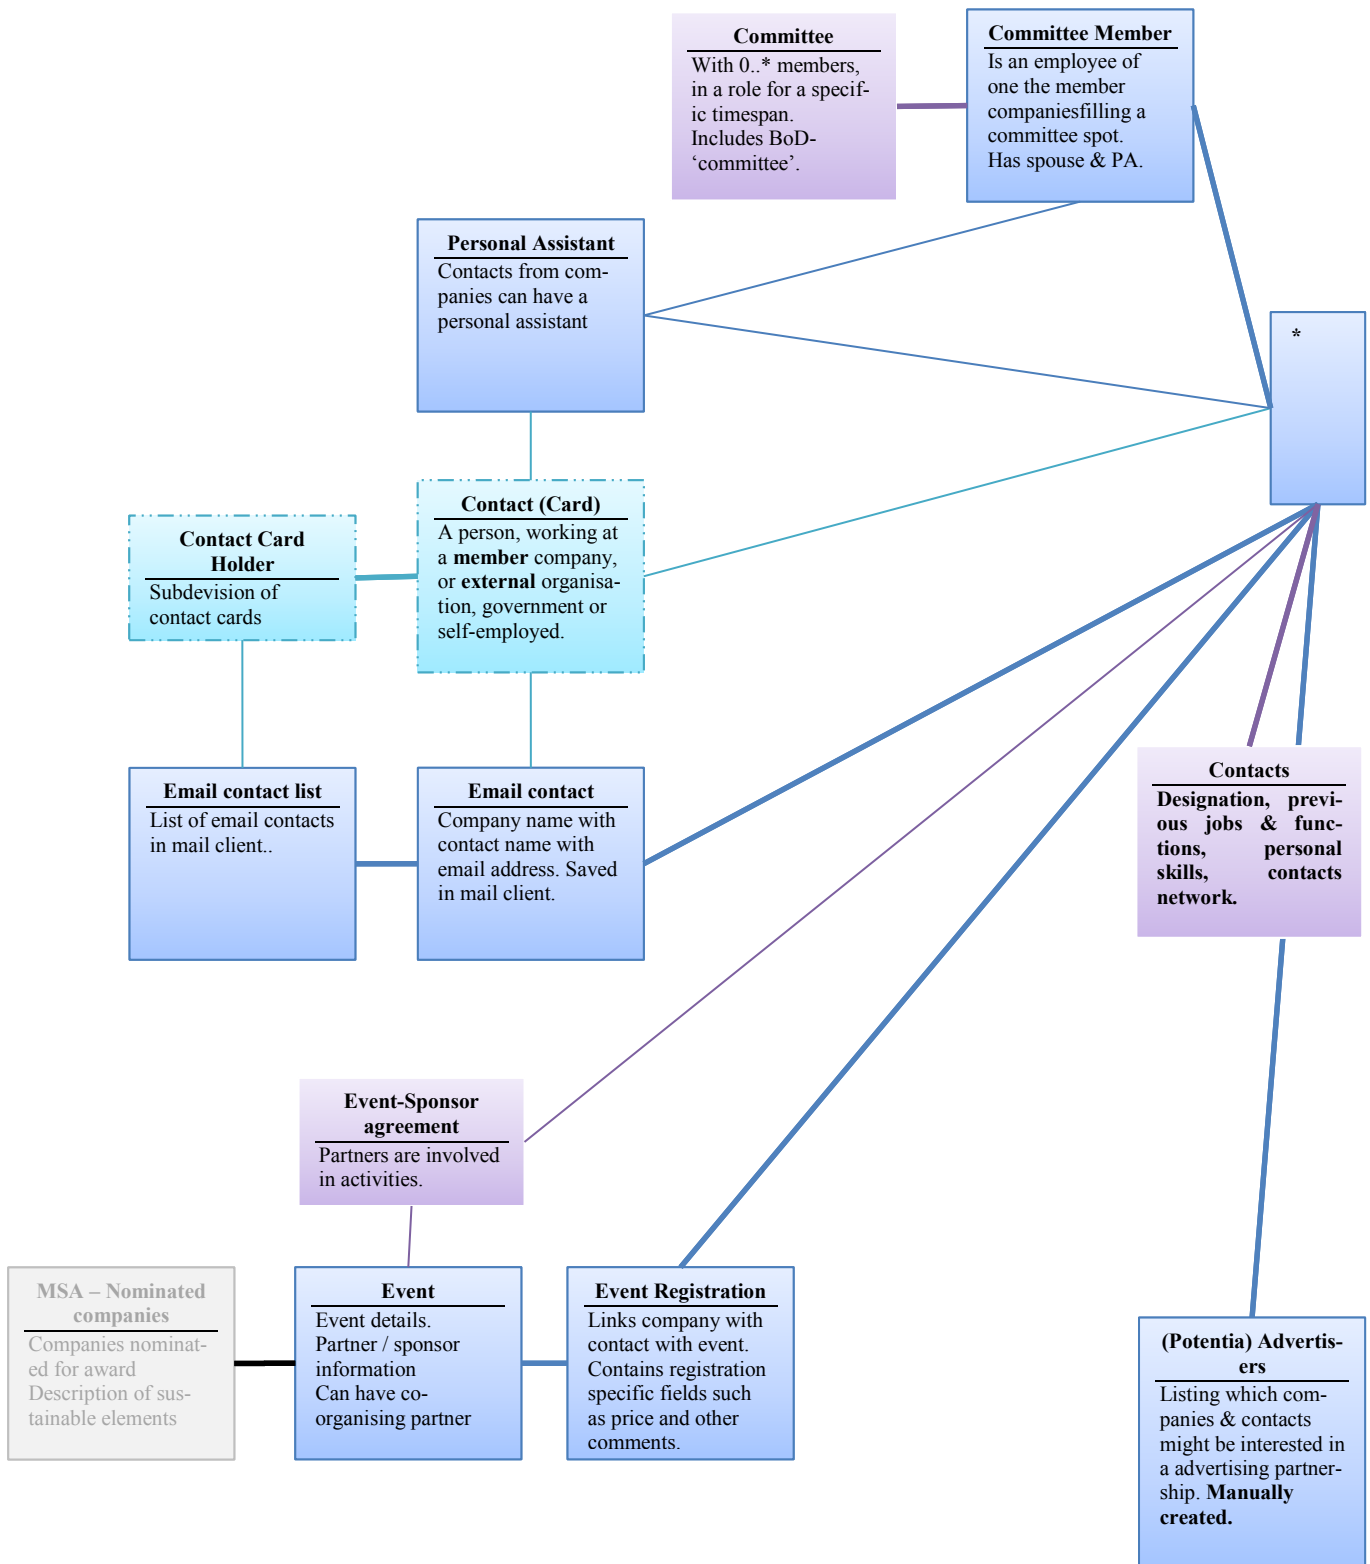 Committee
With 0..* members,
in a role for a specif-
ic timespan.
Includes BoD-
‘committee’.
Committee Member
Is an employee of
one the member
companiesfilling a
committee spot.
Has spouse & PA.
Personal Assistant
Contacts from com-
panies can have a
personal assistant
*
Contact Card
Holder
Subdevision of
contact cards
Contact (Card)
A person, working at
a member company,
or external organisa-
tion, government or
self-employed.
Email contact list
List of email contacts
in mail client..
Email contact
Company name with
contact name with
email address. Saved
in mail client.
Contacts
Designation, previ-
ous jobs & func-
tions, personal
skills, contacts
network.
Event-Sponsor
agreement
Partners are involved
in activities.
MSA – Nominated
companies
Companies nominat-
ed for award
Description of sus-
tainable elements
Event
Event details.
Partner / sponsor
information
Can have co-
organising partner
Event Registration
Links company with
contact with event.
Contains registration
specific fields such
as price and other
comments.
(Potentia) Advertis-
ers
Listing which com-
panies & contacts
might be interested in
a advertising partner-
ship. Manually
created.